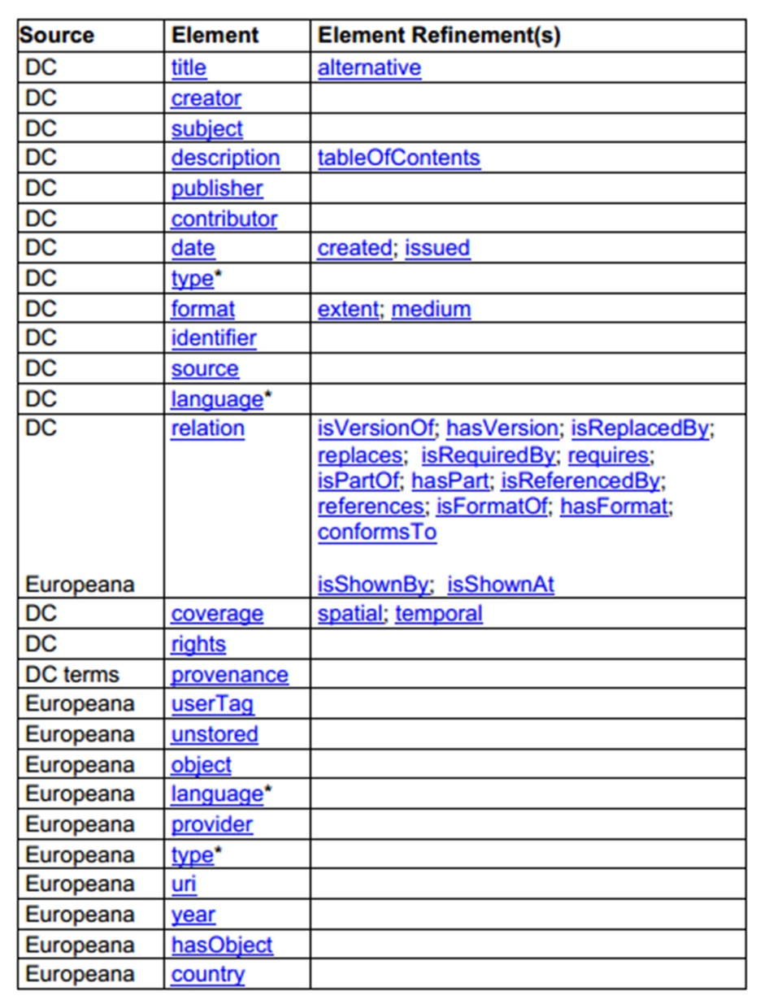 Source Element Element Refinement(s)
DC title alternative
DC creator
DC subject
DC description tableOfContents
DC publisher
DC contributor
DC date created; issued
DC type*
DC format extent; medium
DC identifier
DC source
DC language*
DC relation isVersionOf; hasVersion; isReplacedBy;
replaces; isRequiredBy; requires;
isPartOf; hasPart; isReferencedBy;
references; isFormatOf; hasFormat;
conformsTo
Europeana isShownBy; isShownAt
DC coverage spatial; temporal
DC rights
DC terms provenance
Europeana userTag
Europeana unstored
Europeana object
Europeana language*
Europeana provider
Europeana type*
Europeana uri
Europeana year
Europeana hasObject
Europeana country